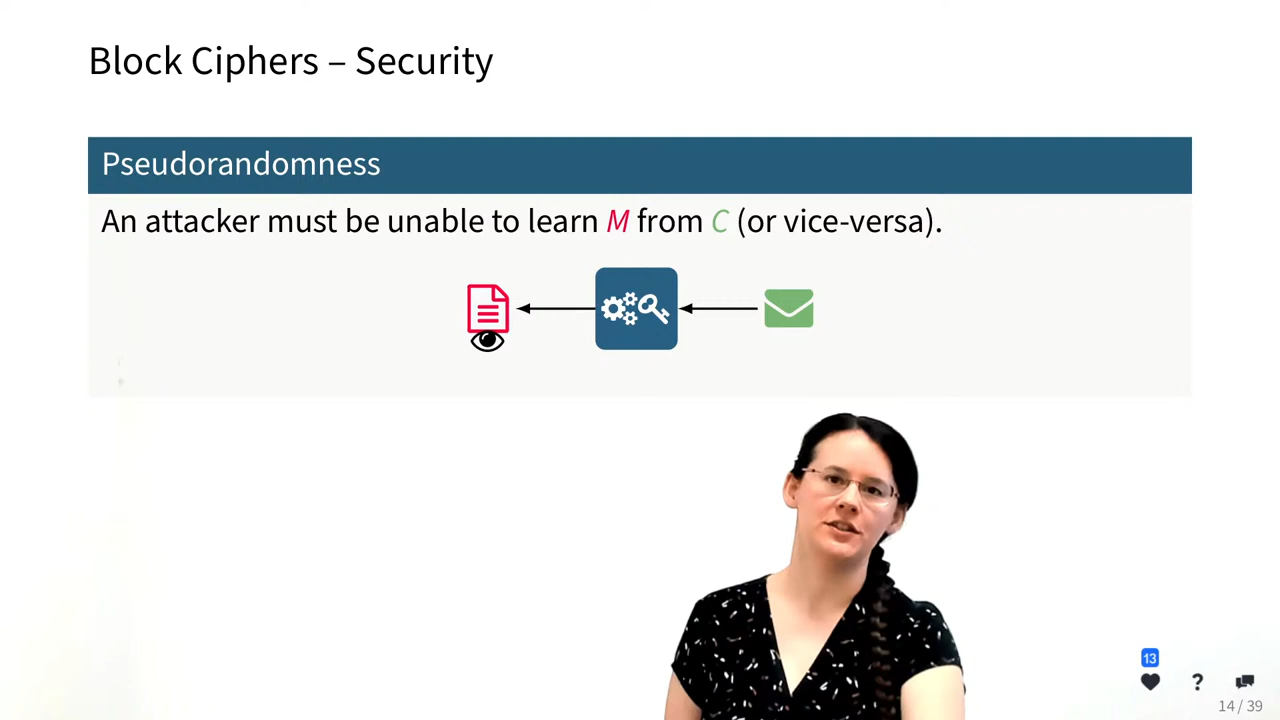 Block Ciphers – Security
Pseudorandomness
An attacker must be unable to learn M from C (or vice-versa).
13
?
14 / 39